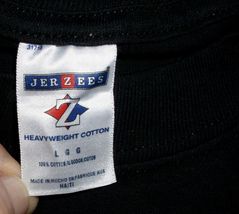 JERZEES
Z
HEAVYWEIGHT COTTON
L G G
100% COTTON/ALGODON/COTON
MADE IN/HECHO EN/FABRIQUE AUX
HAITI